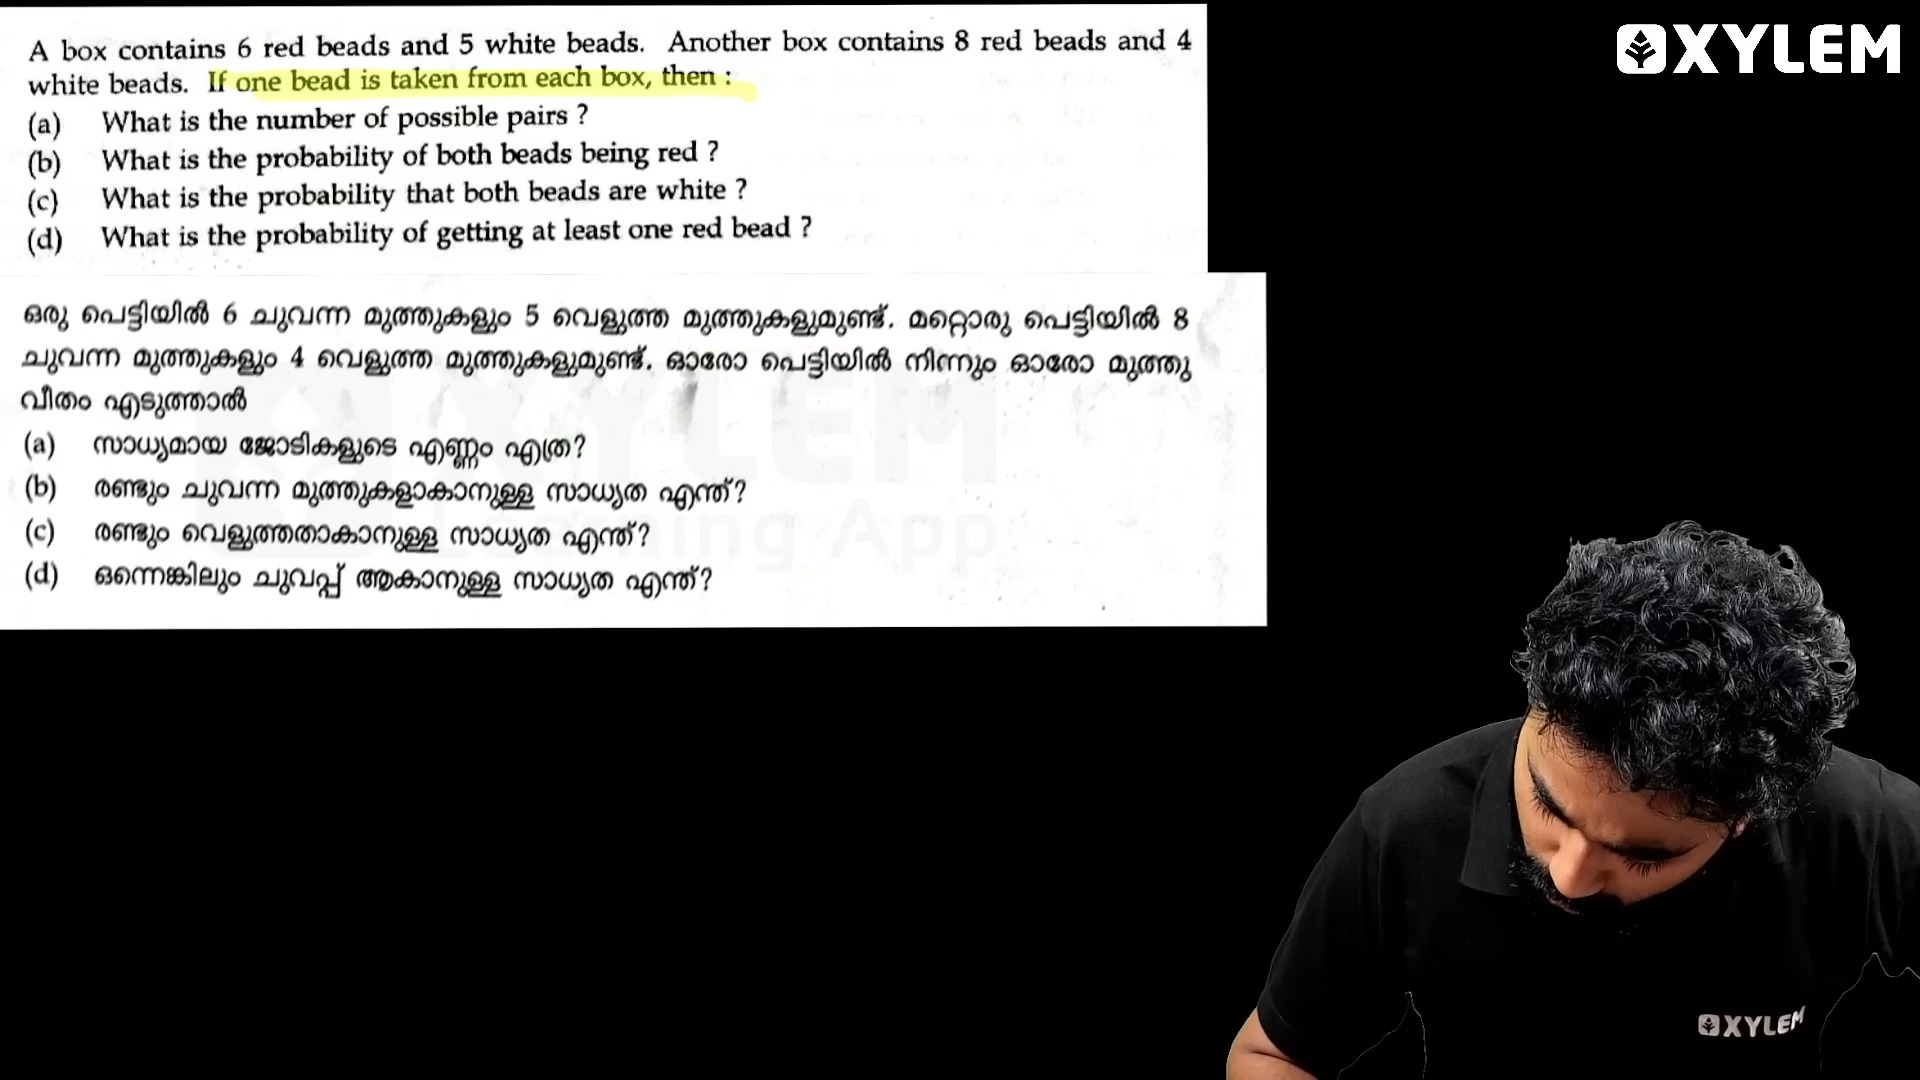 A box contains 6 red beads and 5 white beads. Another box contains 8 red beads and 4
white beads. If one bead is taken from each box, then :
(a) What is the number of possible pairs ?
(b) What is the probability of both beads being red ?
(c) What is the probability that both beads are white ?
(d) What is the probability of getting at least one red bead ?
ഒരു പെട്ടിയിൽ 6 ചുവന്ന മുത്തുകളും 5 വെളുത്ത മുത്തുകളുമുണ്ട്. മറ്റൊരു പെട്ടിയിൽ 8
ചുവന്ന മുത്തുകളും 4 വെളുത്ത മുത്തുകളുമുണ്ട്. ഓരോ പെട്ടിയിൽ നിന്നും ഓരോ മുത്തു
വീതം എടുത്താൽ
(a) സാധ്യമായ ജോടികളുടെ എണ്ണം എത്ര?
(b) രണ്ടും ചുവന്ന മുത്തുകളാകാനുള്ള സാധ്യത എന്ത്?
(c) രണ്ടും വെളുത്തതാകാനുള്ള സാധ്യത എന്ത്?
(d) ഒന്നെങ്കിലും ചുവപ്പ് ആകാനുള്ള സാധ്യത എന്ത്?
XYLEM
Learning App
XYLEM
XYLEM